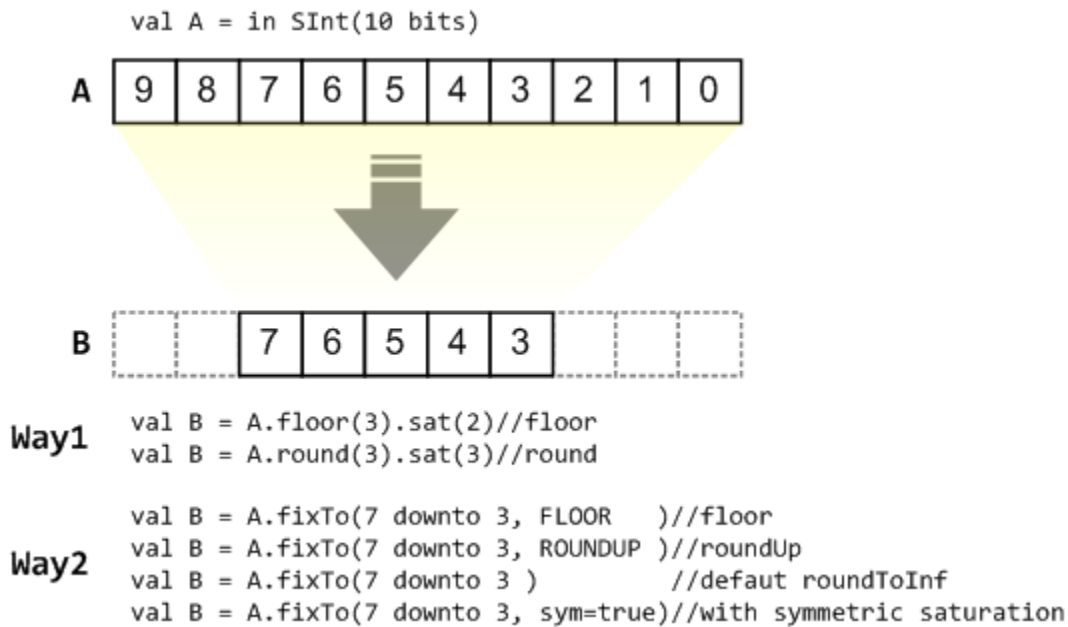 val A = in SInt(10 bits)
A 9 8 7 6 5 4 3 2 1 0
B 7 6 5 4 3
Way1
val B = A.floor(3).sat(2)//floor
val B = A.round(3).sat(3)//round
Way2
val B = A.fixTo(7 downto 3, FLOOR   )//floor
val B = A.fixTo(7 downto 3, ROUNDUP )//roundUp
val B = A.fixTo(7 downto 3 )         //defaut roundToInf
val B = A.fixTo(7 downto 3, sym=true)//with symmetric saturation